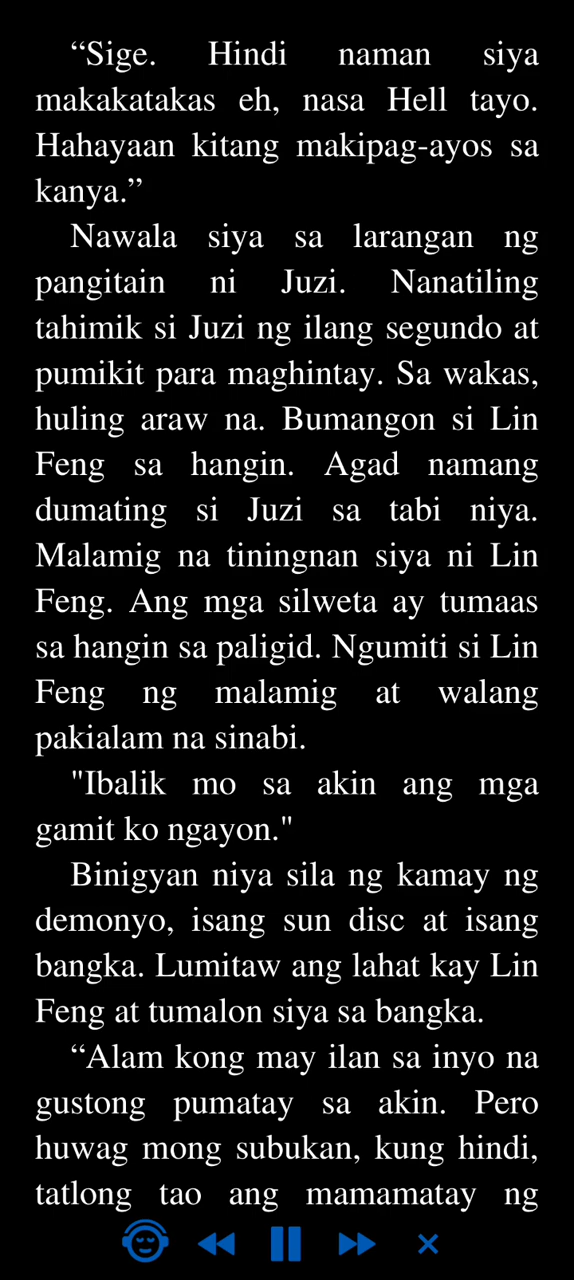 “Sige. Hindi naman siya
makakatakas eh, nasa Hell tayo.
Hahayaan kitang makipag-ayos sa
kanya.”
Nawala siya sa larangan ng
pangitain ni Juzi. Nanatiling
tahimik si Juzi ng ilang segundo at
pumikit para maghintay. Sa wakas,
huling araw na. Bumangon si Lin
Feng sa hangin. Agad namang
dumating si Juzi sa tabi niya.
Malamig na tiningnan siya ni Lin
Feng. Ang mga silweta ay tumaas
sa hangin sa paligid. Ngumiti si Lin
Feng ng malamig at walang
pakialam na sinabi.
"Ibalik mo sa akin ang mga
gamit ko ngayon."
Binigyan niya sila ng kamay ng
demonyo, isang sun disc at isang
bangka. Lumitaw ang lahat kay Lin
Feng at tumalon siya sa bangka.
“Alam kong may ilan sa inyo na
gustong pumatay sa akin. Pero
huwag mong subukan, kung hindi,
tatlong tao ang mamamatay ng